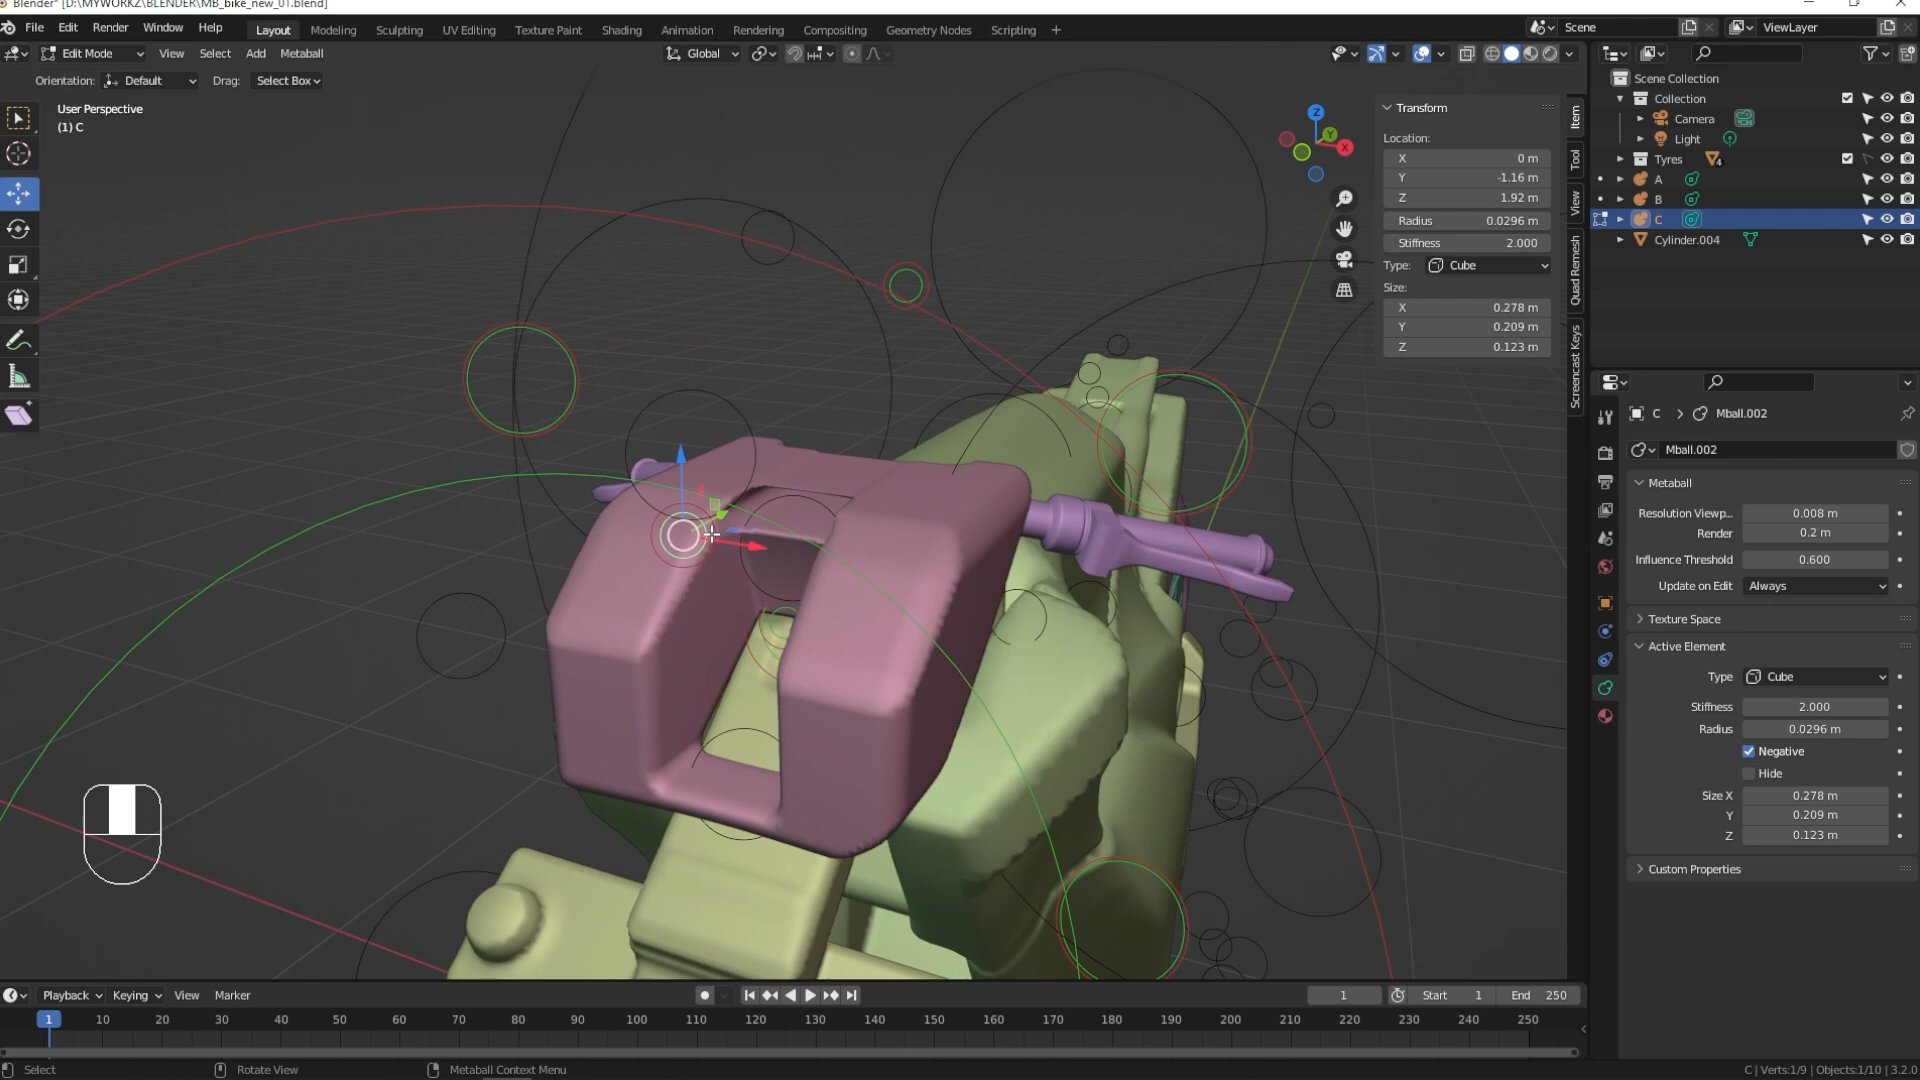 Blender* [D:\MYWORKZ\BLENDER\MB_bike_new_01.blend]
File Edit Render Window Help Layout Modeling Sculpting UV Editing Texture Paint Shading Animation Rendering Compositing Geometry Nodes Scripting + Scene ViewLayer
Edit Mode View Select Add Metaball Global
Orientation: Default Drag: Select Box
User Perspective
(1) C
Z
Y
X
Transform
Location:
X 0 m
Y -1.16 m
Z 1.92 m
Radius 0.0296 m
Stiffness 2.000
Type: Cube
Size:
X 0.278 m
Y 0.209 m
Z 0.123 m
Item
Tool
View
Quad Remesh
Screencast Keys
Scene Collection
Collection
Camera
Light
Tyres 4
A
B
C
Cylinder.004
C > Mball.002
Mball.002
Metaball
Resolution Viewp... 0.008 m
Render 0.2 m
Influence Threshold 0.600
Update on Edit Always
Texture Space
Active Element
Type Cube
Stiffness 2.000
Radius 0.0296 m
Negative
Hide
Size X 0.278 m
Y 0.209 m
Z 0.123 m
Custom Properties
Playback Keying View Marker 1 Start 1 End 250
1 10 20 30 40 50 60 70 80 90 100 110 120 130 140 150 160 170 180 190 200 210 220 230 240 250
Select Rotate View Metaball Context Menu C | Verts:1/9 | Objects:1/10 | 3.2.0